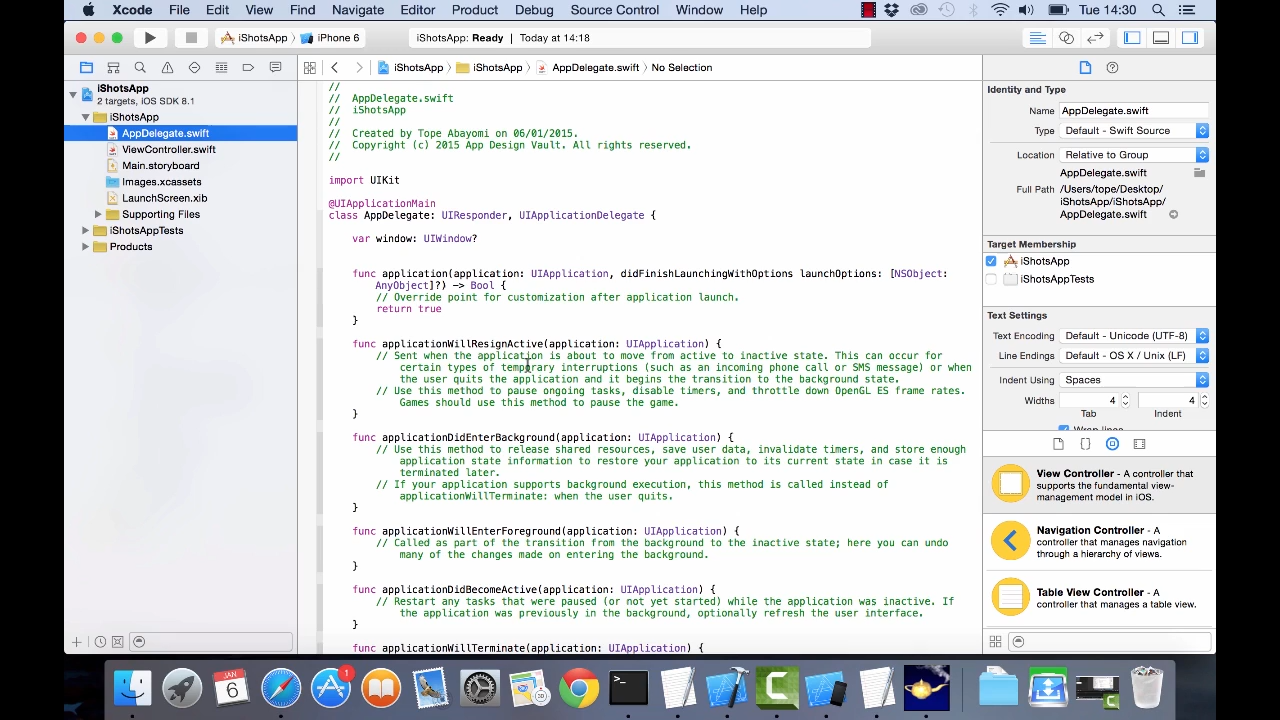 Xcode File Edit View Find Navigate Editor Product Debug Source Control Window Help Tue 14:30
iShotsApp iPhone 6 iShotsApp: Ready Today at 14:18
iShotsApp iShotsApp AppDelegate.swift No Selection
iShotsApp
2 targets, iOS SDK 8.1
iShotsApp
AppDelegate.swift
ViewController.swift
Main.storyboard
Images.xcassets
LaunchScreen.xib
Supporting Files
iShotsAppTests
Products
//
// AppDelegate.swift
// iShotsApp
//
// Created by Tope Abayomi on 06/01/2015.
// Copyright (c) 2015 App Design Vault. All rights reserved.
//
import UIKit
@UIApplicationMain
class AppDelegate: UIResponder, UIApplicationDelegate {
var window: UIWindow?
func application(application: UIApplication, didFinishLaunchingWithOptions launchOptions: [NSObject:
AnyObject]?) -> Bool {
// Override point for customization after application launch.
return true
}
func applicationWillResignActive(application: UIApplication) {
// Sent when the application is about to move from active to inactive state. This can occur for
certain types of temporary interruptions (such as an incoming phone call or SMS message) or when
the user quits the application and it begins the transition to the background state.
// Use this method to pause ongoing tasks, disable timers, and throttle down OpenGL ES frame rates.
Games should use this method to pause the game.
}
func applicationDidEnterBackground(application: UIApplication) {
// Use this method to release shared resources, save user data, invalidate timers, and store enough
application state information to restore your application to its current state in case it is
terminated later.
// If your application supports background execution, this method is called instead of
applicationWillTerminate: when the user quits.
}
func applicationWillEnterForeground(application: UIApplication) {
// Called as part of the transition from the background to the inactive state; here you can undo
many of the changes made on entering the background.
}
func applicationDidBecomeActive(application: UIApplication) {
// Restart any tasks that were paused (or not yet started) while the application was inactive. If
the application was previously in the background, optionally refresh the user interface.
}
func applicationWillTerminate(application: UIApplication) {
Identity and Type
Name AppDelegate.swift
Type Default - Swift Source
Location Relative to Group
AppDelegate.swift
Full Path /Users/tope/Desktop/
iShotsApp/iShotsApp/
AppDelegate.swift
Target Membership
iShotsApp
iShotsAppTests
Text Settings
Text Encoding Default - Unicode (UTF-8)
Line Endings Default - OS X / Unix (LF)
Indent Using Spaces
Widths 4 4
Tab Indent
Wrap lines
View Controller - A controller that
supports the fundamental view-
management model in iOS.
Navigation Controller - A
controller that manages navigation
through a hierarchy of views.
Table View Controller - A
controller that manages a table view.
JAN
6
1